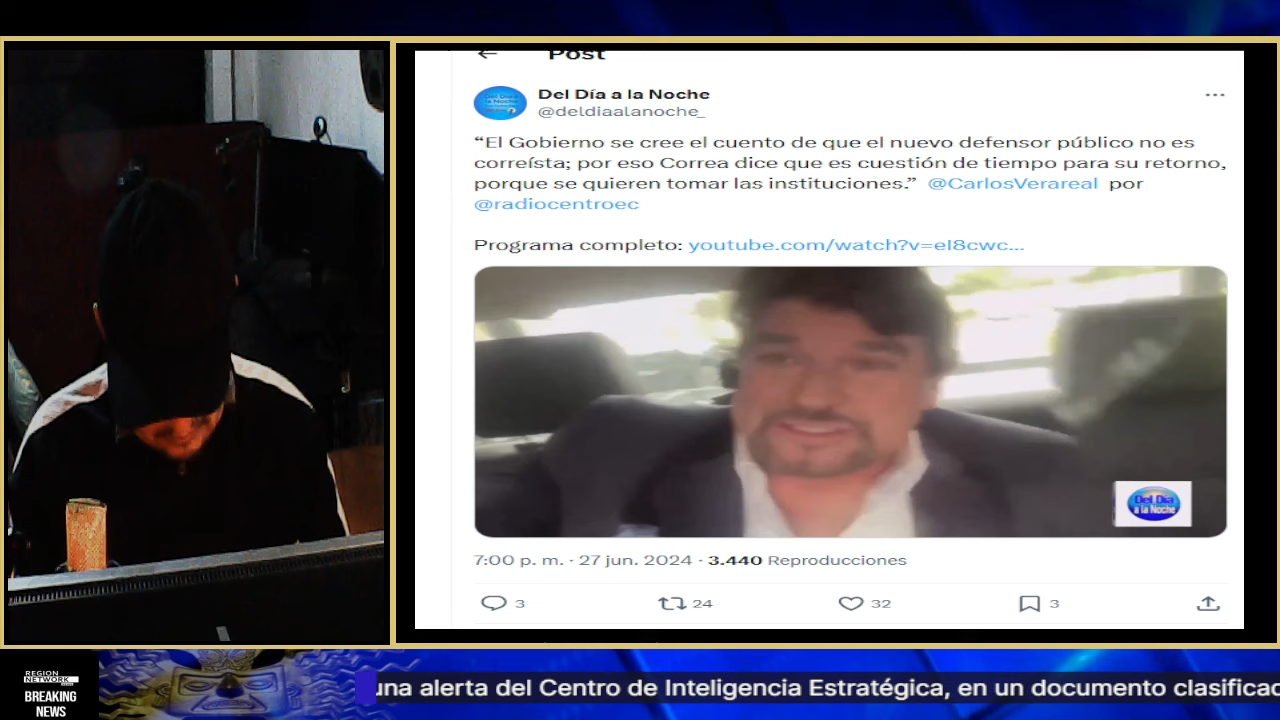 Post
Del Día a la Noche
@deldiaalanoche_
“El Gobierno se cree el cuento de que el nuevo defensor público no es
correísta; por eso Correa dice que es cuestión de tiempo para su retorno,
porque se quieren tomar las instituciones.” @CarlosVerareal por
@radiocentroec
Programa completo: youtube.com/watch?v=eI8cwc...
Del Día
a la Noche
7:00 p. m. · 27 jun. 2024 · 3.440 Reproducciones
3 24 32 3
REGION
NETWORK
BREAKING
NEWS
una alerta del Centro de Inteligencia Estratégica, en un documento clasificad